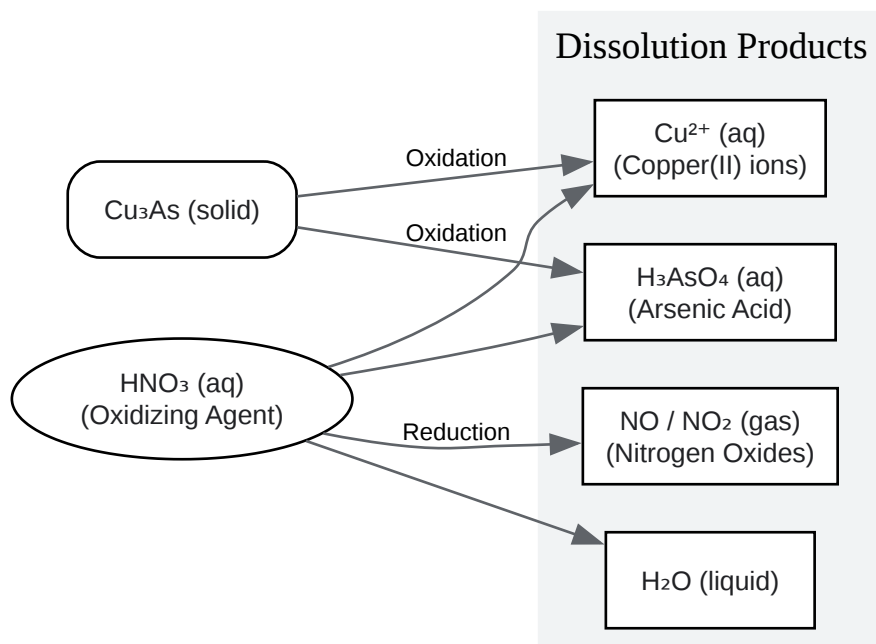 Dissolution Products
Cu₃As (solid)
HNO₃ (aq)
(Oxidizing Agent)
Oxidation
Oxidation
Reduction
Cu²⁺ (aq)
(Copper(II) ions)
H₃AsO₄ (aq)
(Arsenic Acid)
NO / NO₂ (gas)
(Nitrogen Oxides)
H₂O (liquid)